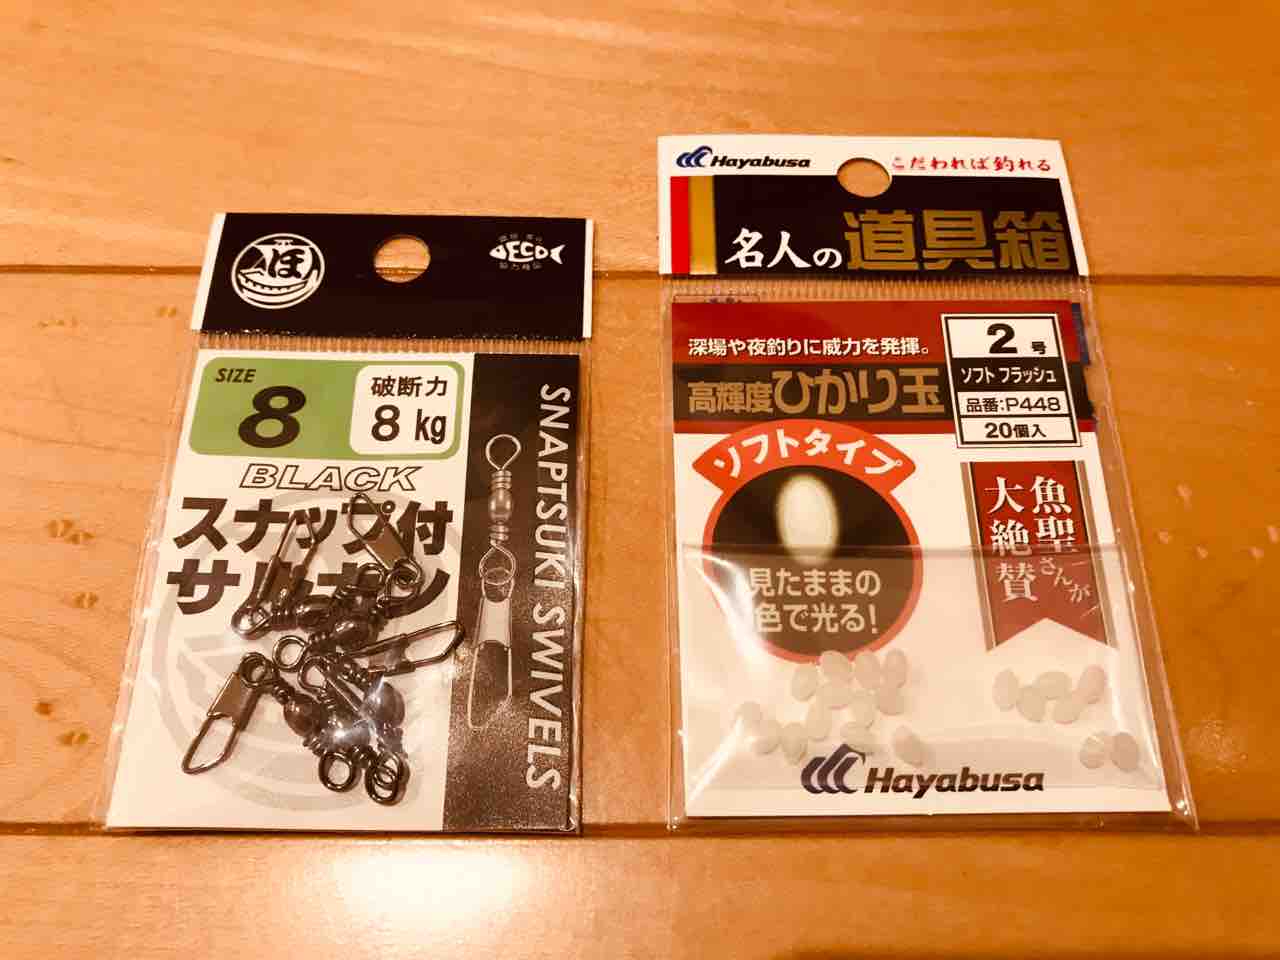 ほ
DECO
協力商品
SIZE
8
破断力
8 kg
BLACK
スナップ付
サルカン
SNAPTSUKI SWIVELS
Hayabusa
こだわれば釣れる
名人の道具箱
深場や夜釣りに威力を発揮。
高輝度ひかり玉
2号
ソフト フラッシュ
品番:P448
20個入
ソフトタイプ
見たままの
色で光る!
魚聖さんが
大絶賛
Hayabusa